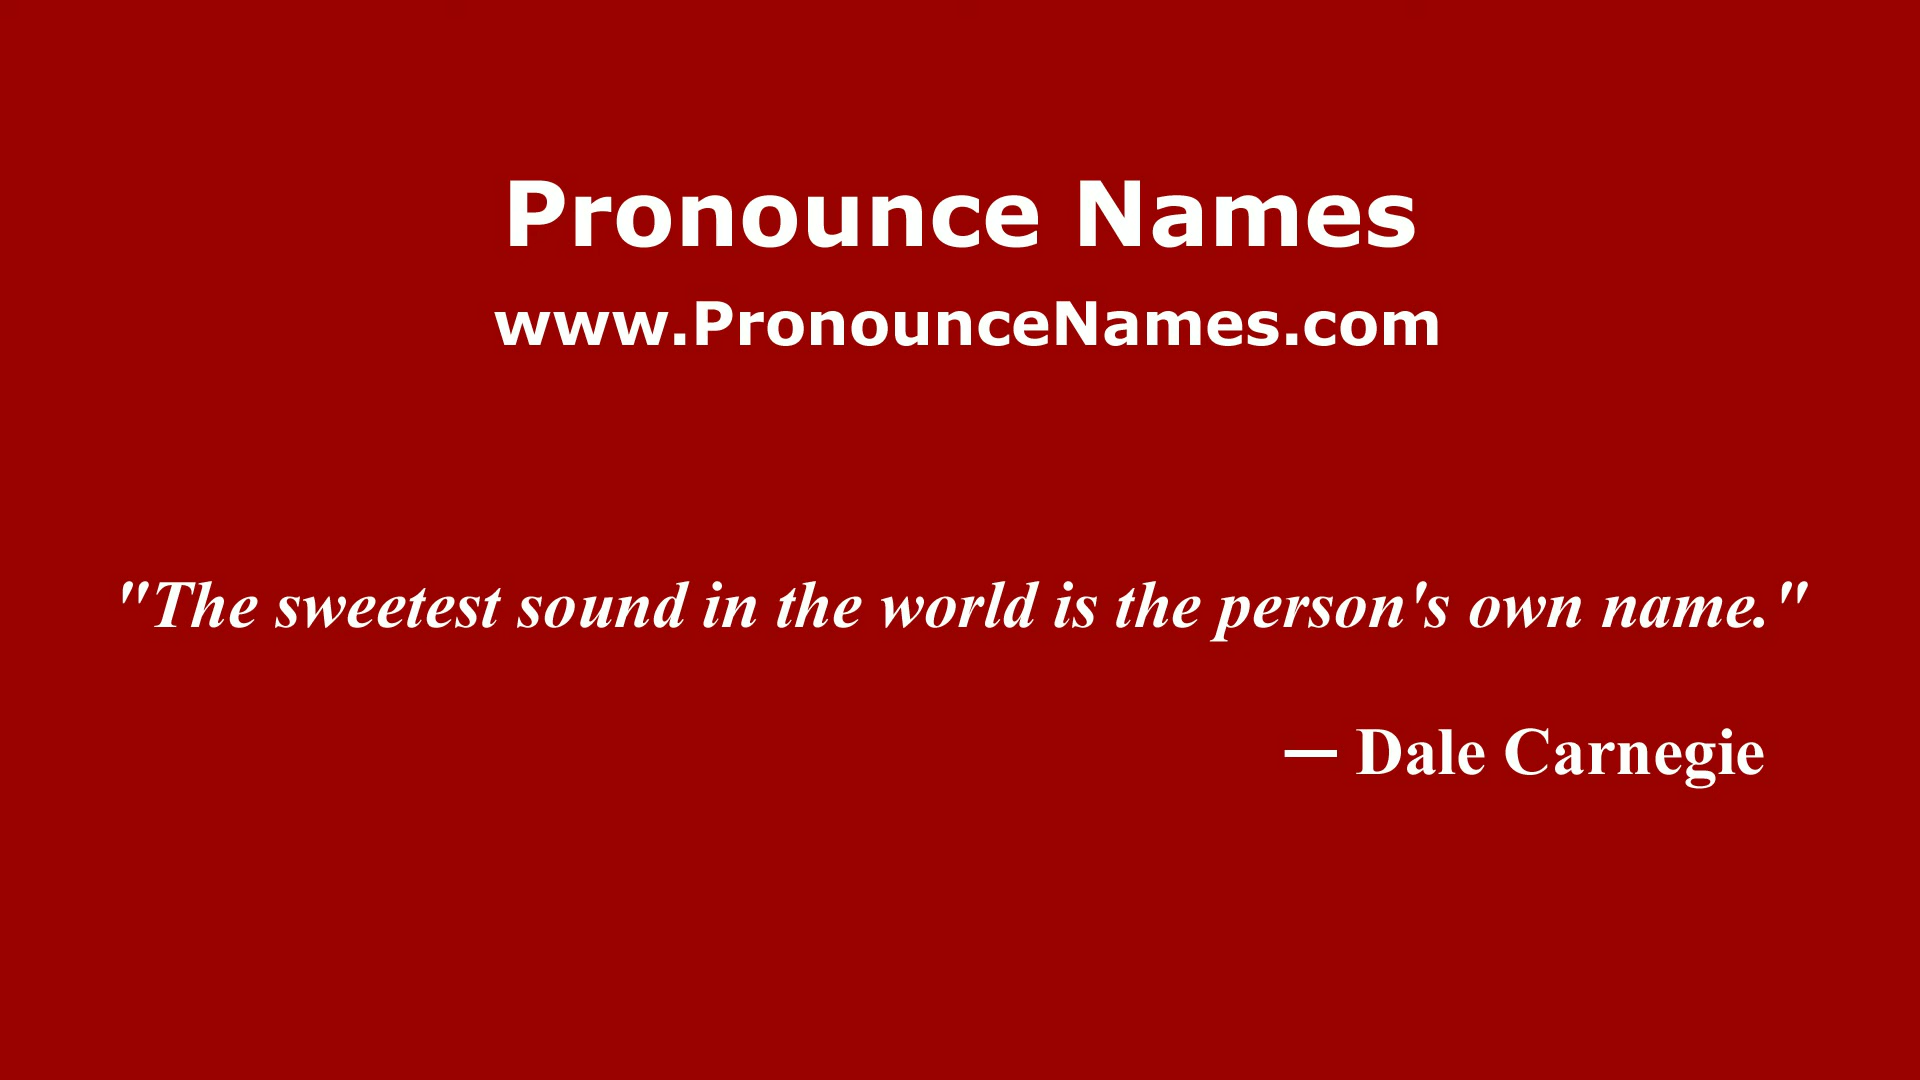 Pronounce Names
www.PronounceNames.com
"The sweetest sound in the world is the person's own name."
— Dale Carnegie